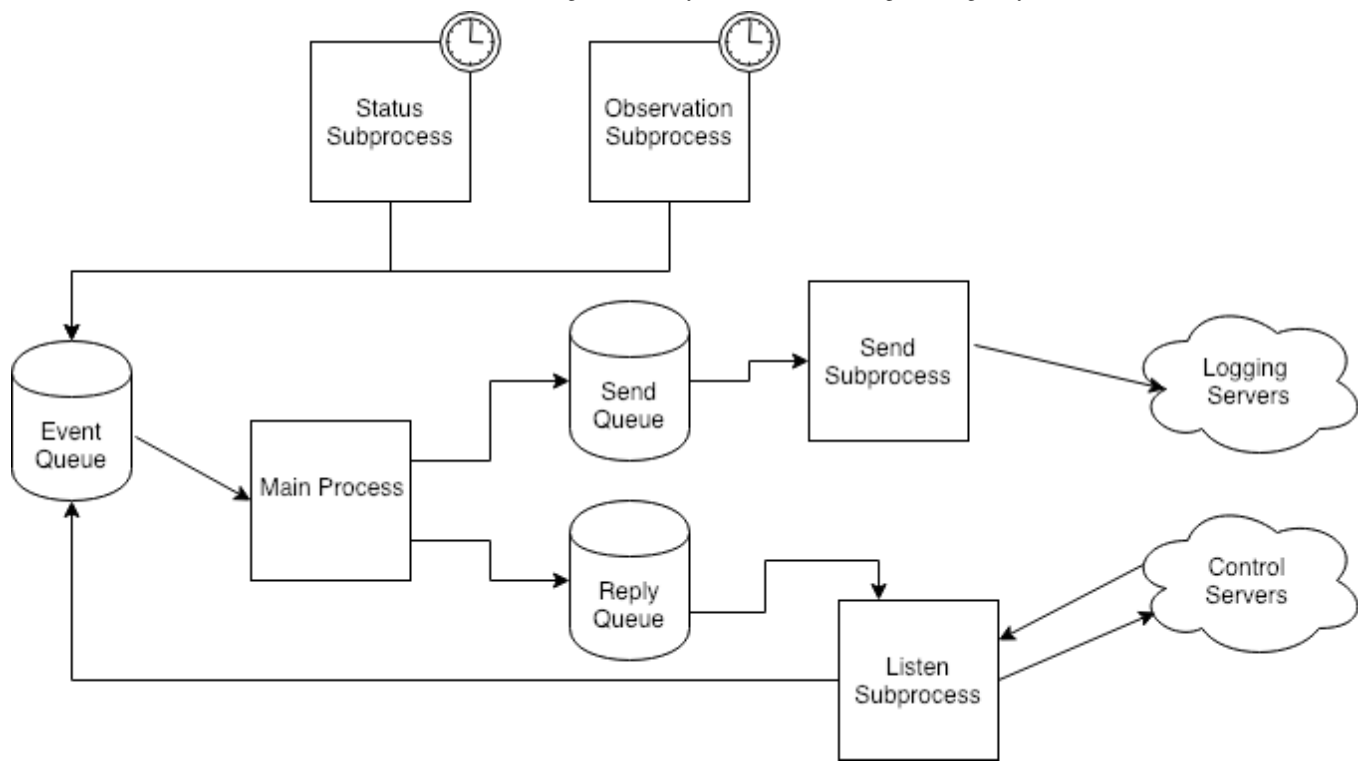 Status
Subprocess
Observation
Subprocess
Event
Queue
Main Process
Send
Queue
Send
Subprocess
Logging
Servers
Reply
Queue
Listen
Subprocess
Control
Servers